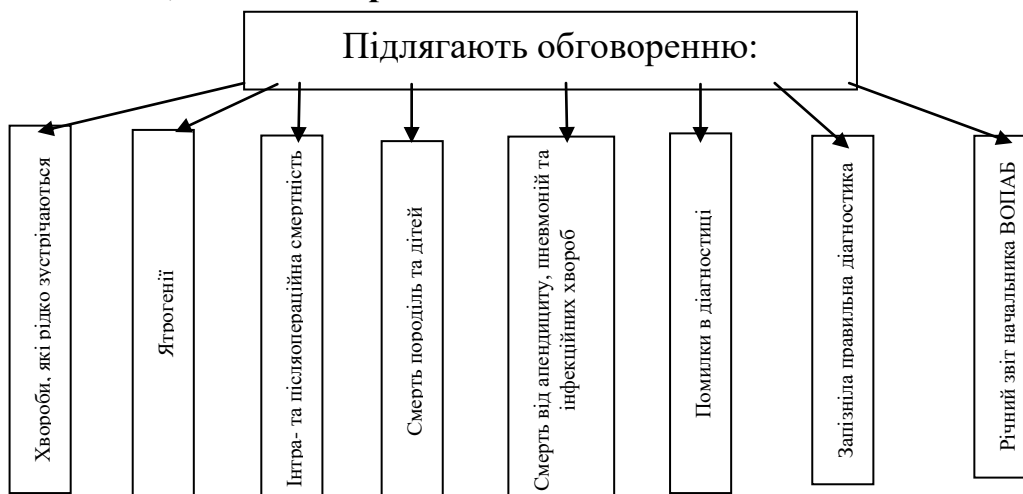 Підлягають обговоренню:
Хвороби, які рідко зустрічаються
Ятрогенії
Інтра- та післяопераційна смертність
Смерть породіль та дітей
Смерть від апендициту, пневмоній та
інфекційних хвороб
Помилки в діагностиці
Запізніла правильна діагностика
Річний звіт начальника ВОПАБ